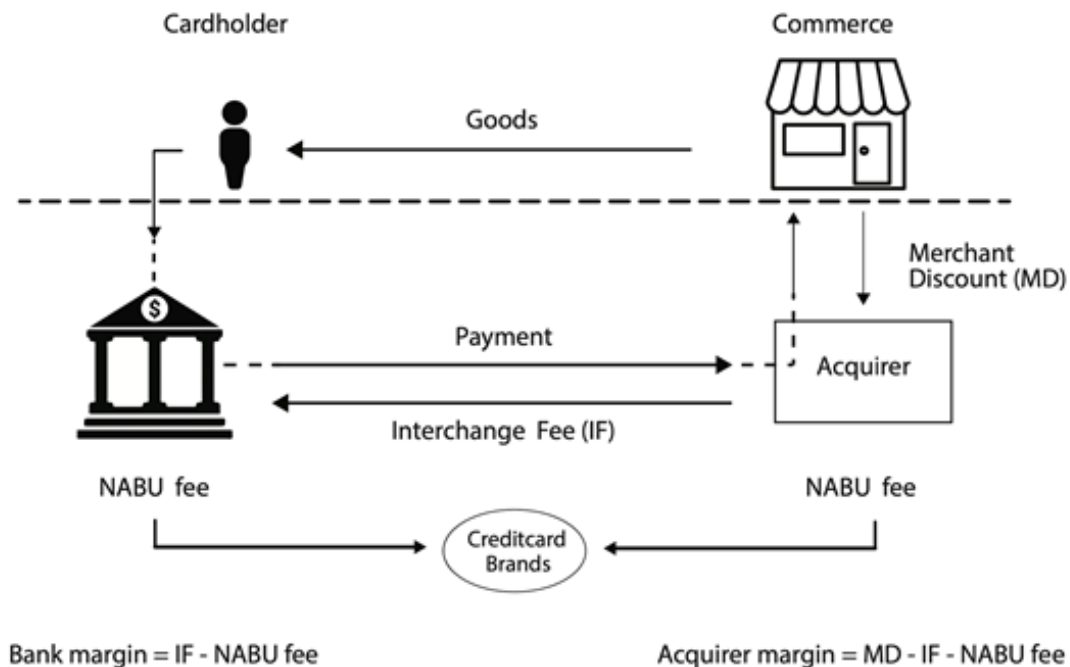 Cardholder
Commerce
Goods
$
Merchant
Discount (MD)
Payment
Acquirer
Interchange Fee (IF)
NABU fee
NABU fee
Creditcard
Brands
Bank margin = IF - NABU fee
Acquirer margin = MD - IF - NABU fee